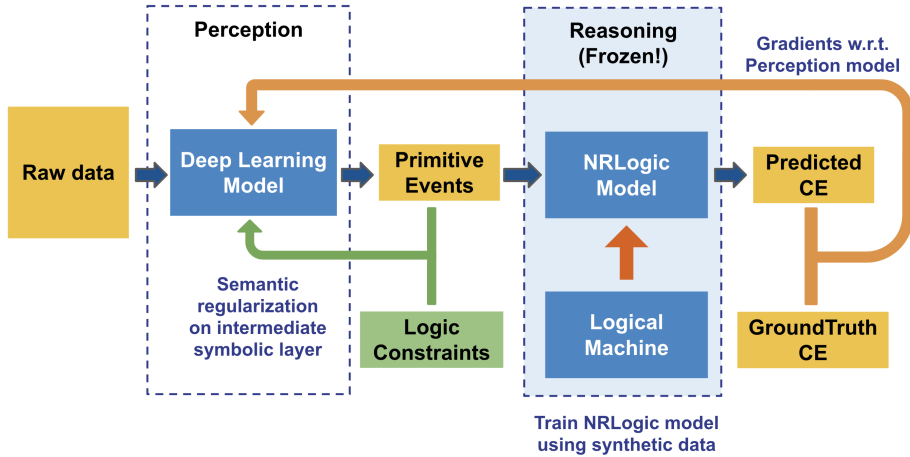 Perception
Reasoning
(Frozen!)
Gradients w.r.t.
Perception model
Raw data
Deep Learning
Model
Primitive
Events
NRLogic
Model
Predicted
CE
Semantic
regularization
on intermediate
symbolic layer
Logic
Constraints
Logical
Machine
GroundTruth
CE
Train NRLogic model
using synthetic data